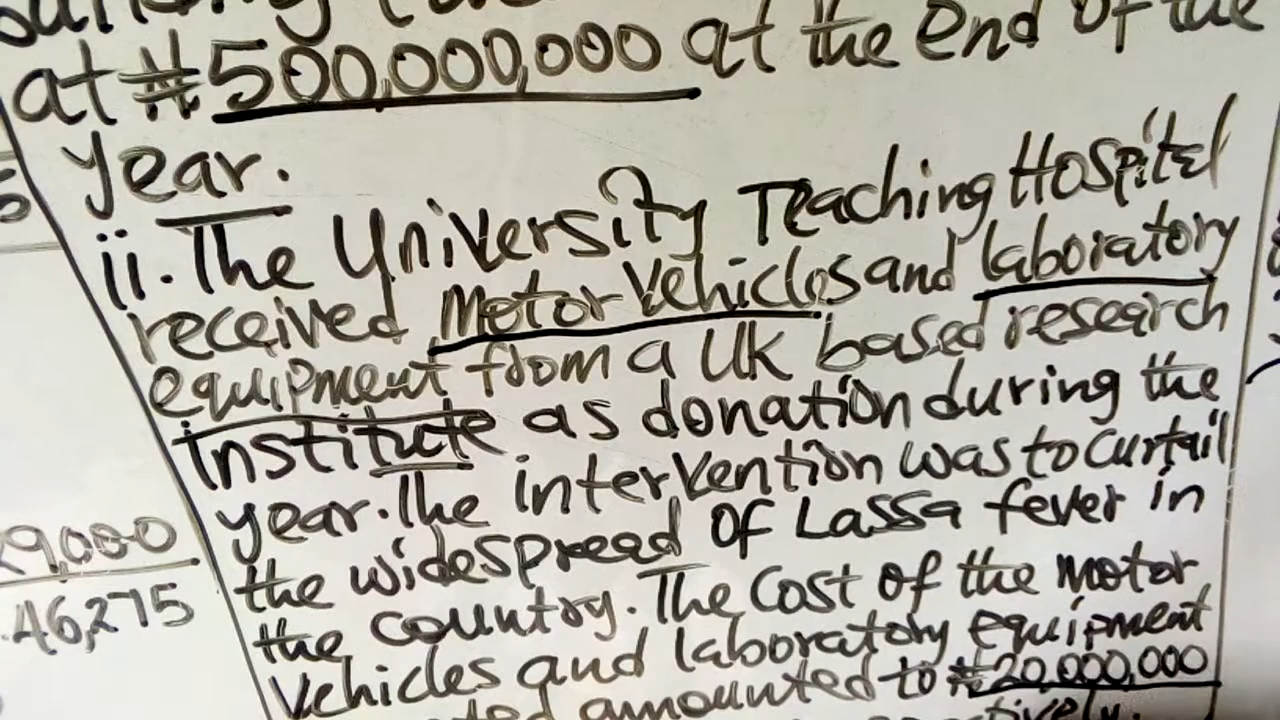 at ₦500,000,000 at the end of the
year.
ii. The University Teaching Hospital
received Motor Vehicles and laboratory
equipment from a UK based research
institute as donation during the
year. The intervention was to curtail
the widespread of Lassa fever in
the country. The Cost of the motor
Vehicles and laboratory equipment
amounted to ₦20,000,000
29,000
46,275